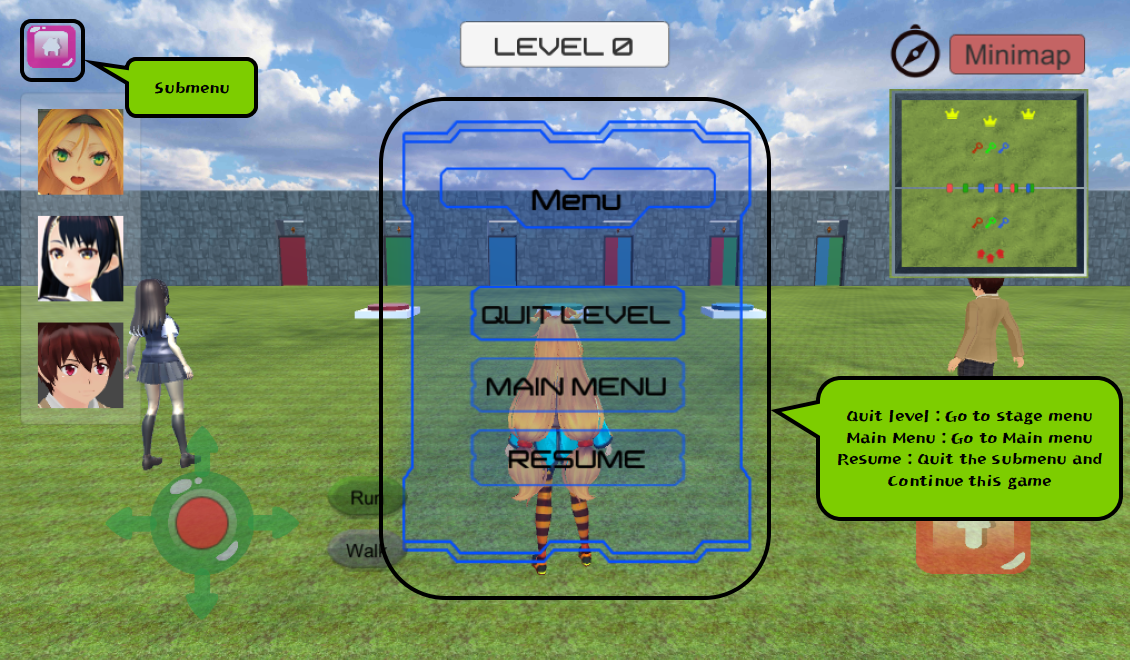 LEVEL 0
Minimap
Submenu
Menu
QUIT LEVEL
MAIN MENU
RESUME
Run
Walk
Quit level : Go to stage menu
Main Menu : Go to Main menu
Resume : Quit the submenu and
Continue this game